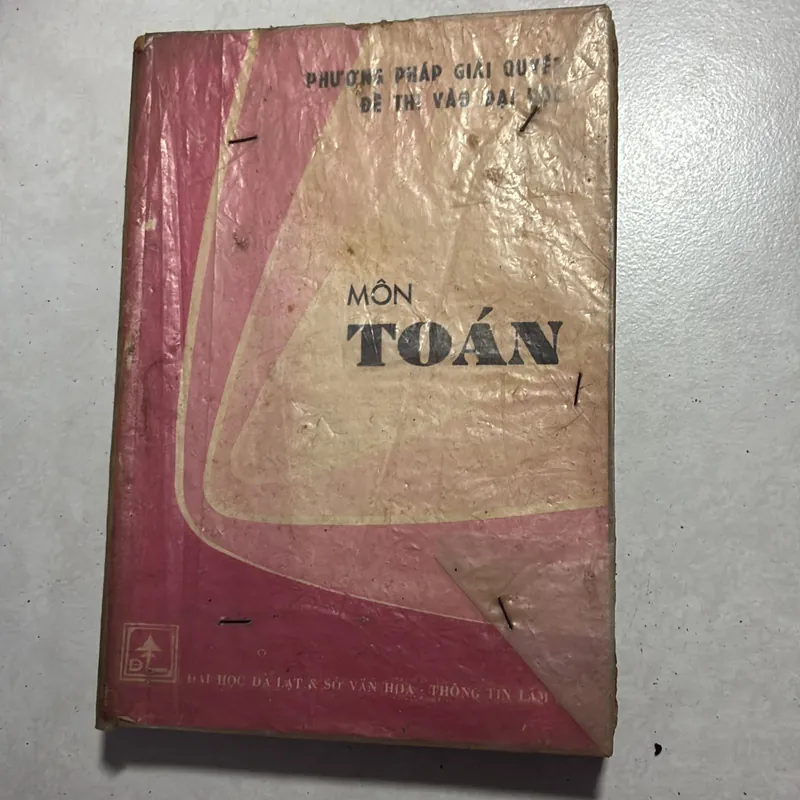 PHƯƠNG PHÁP GIẢI QUYẾT
ĐỀ THI VÀO ĐẠI HỌC
MÔN
TOÁN
ĐẠI HỌC ĐÀ LẠT & SỞ VĂN HÓA - THÔNG TIN LÂM